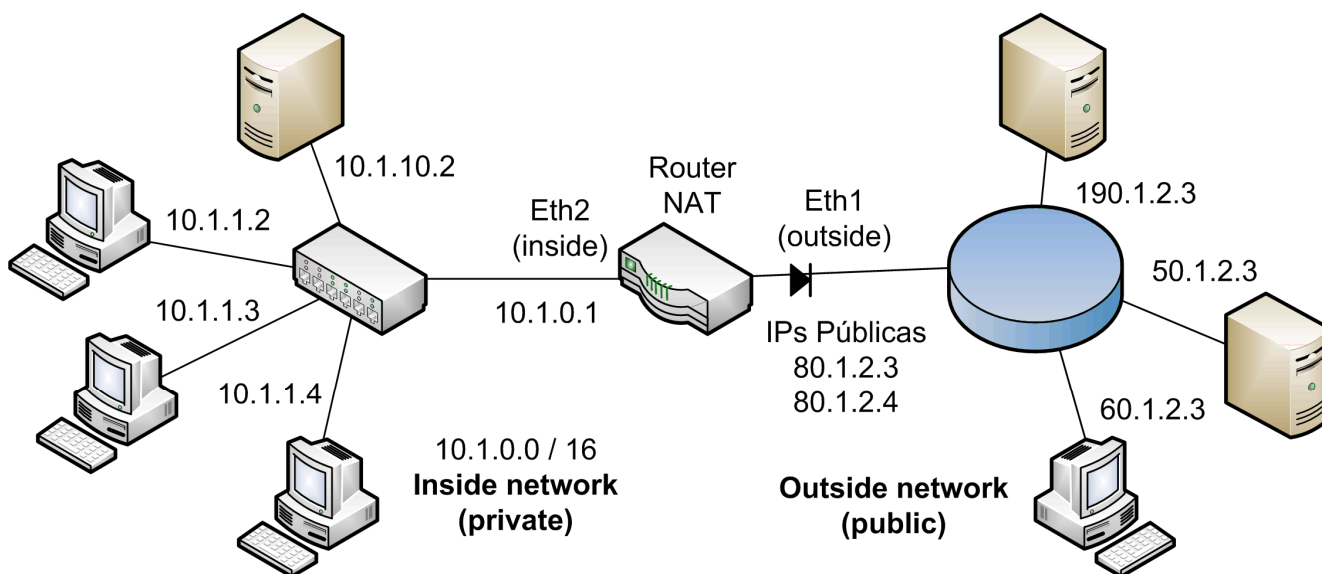 10.1.10.2
10.1.1.2
10.1.1.3
10.1.1.4
10.1.0.0 / 16
Inside network
(private)
Eth2
(inside)
10.1.0.1
Router
NAT
Eth1
(outside)
IPs Públicas
80.1.2.3
80.1.2.4
190.1.2.3
50.1.2.3
60.1.2.3
Outside network
(public)